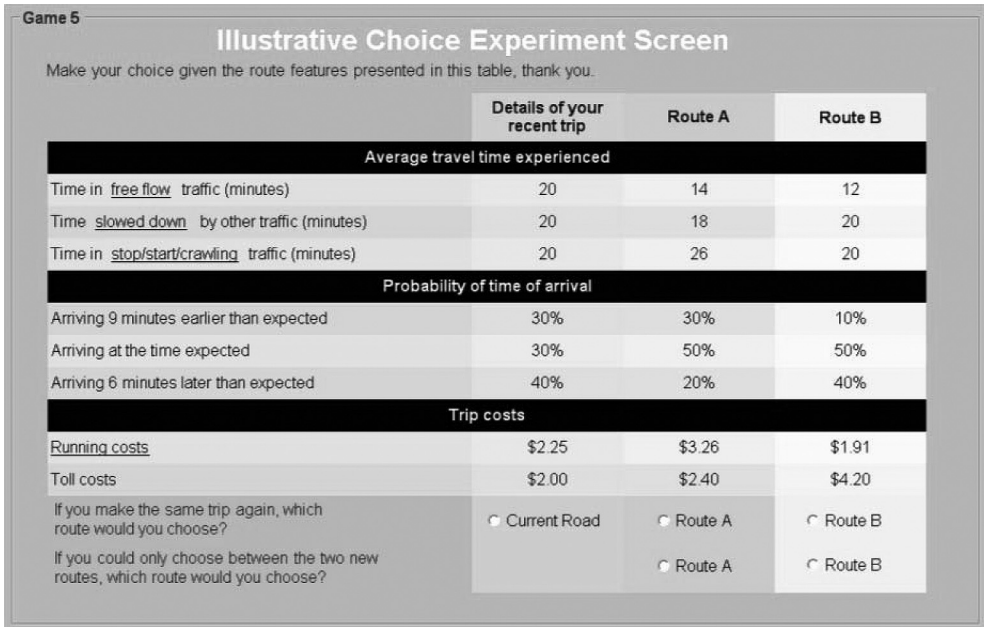 Game 5
Illustrative Choice Experiment Screen
Make your choice given the route features presented in this table, thank you.
Details of your recent trip Route A Route B
Average travel time experienced
Time in free flow traffic (minutes) 20 14 12
Time slowed down by other traffic (minutes) 20 18 20
Time in stop/start/crawling traffic (minutes) 20 26 20
Probability of time of arrival
Arriving 9 minutes earlier than expected 30% 30% 10%
Arriving at the time expected 30% 50% 50%
Arriving 6 minutes later than expected 40% 20% 40%
Trip costs
Running costs $2.25 $3.26 $1.91
Toll costs $2.00 $2.40 $4.20
If you make the same trip again, which
route would you choose? Current Road Route A Route B
If you could only choose between the two new
routes, which route would you choose? Route A Route B